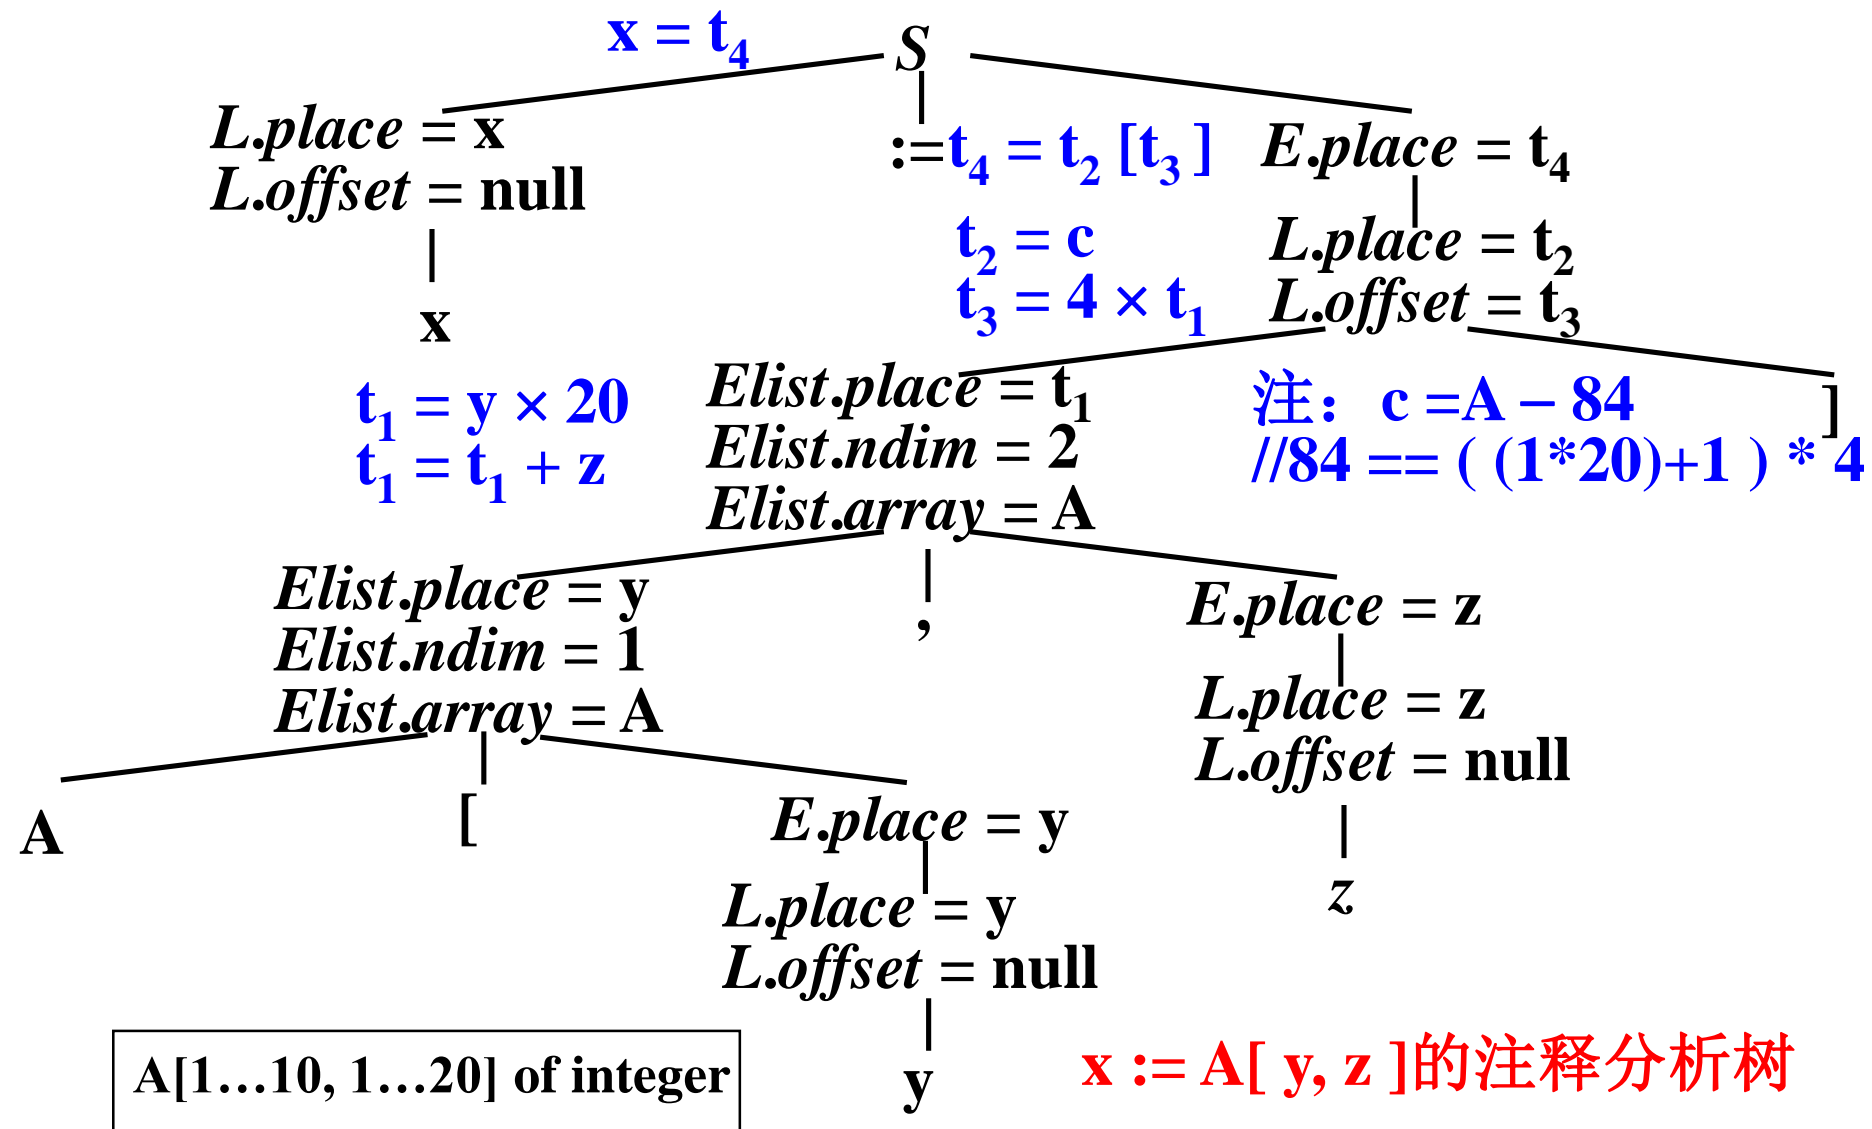 x = t₄
S
L.place = x
L.offset = null
x
:=
t₄ = t₂ [t₃ ]
E.place = t₄
t₂ = c
t₃ = 4 × t₁
L.place = t₂
L.offset = t₃
t₁ = y × 20
t₁ = t₁ + z
Elist.place = t₁
Elist.ndim = 2
Elist.array = A
注：c =A – 84
//84 == ( (1*20)+1 ) * 4
]
Elist.place = y
Elist.ndim = 1
Elist.array = A
,
E.place = z
L.place = z
L.offset = null
z
A
[
E.place = y
L.place = y
L.offset = null
y
A[1…10, 1…20] of integer
x := A[ y, z ]的注释分析树